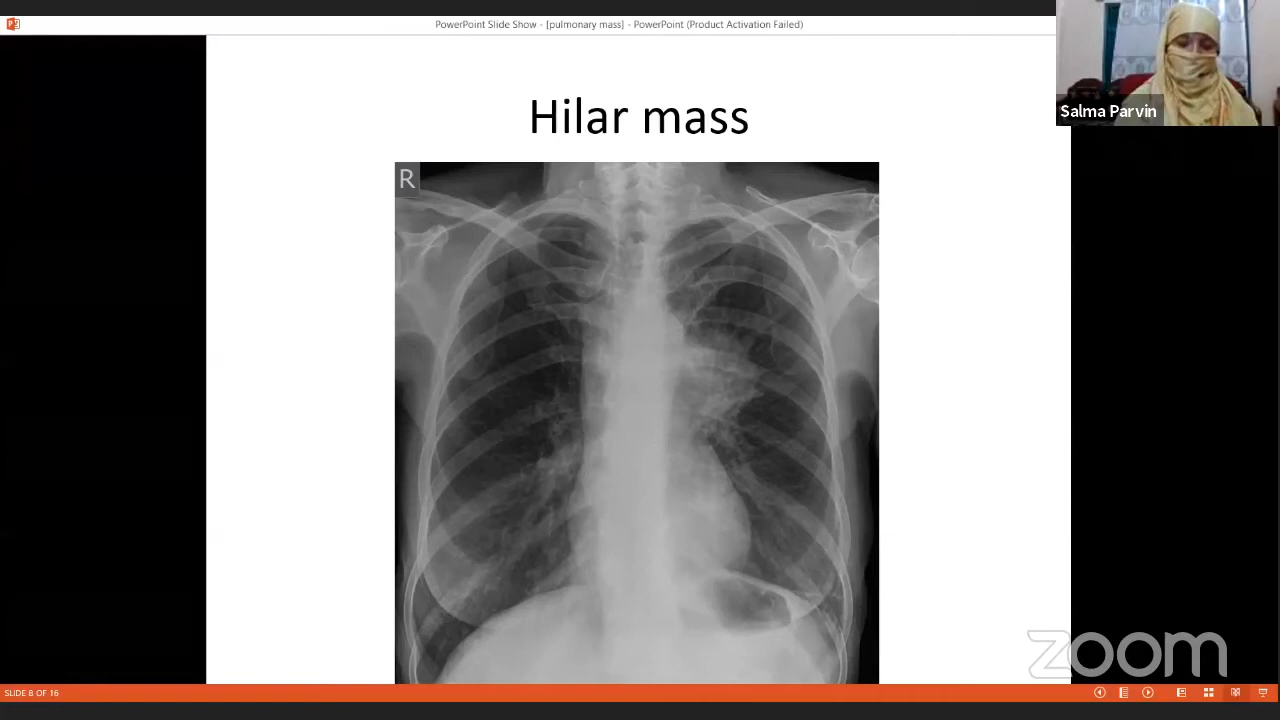 PowerPoint Slide Show - [pulmonary mass] - PowerPoint (Product Activation Failed)
Salma Parvin
Hilar mass
R
zoom
SLIDE 8 OF 16